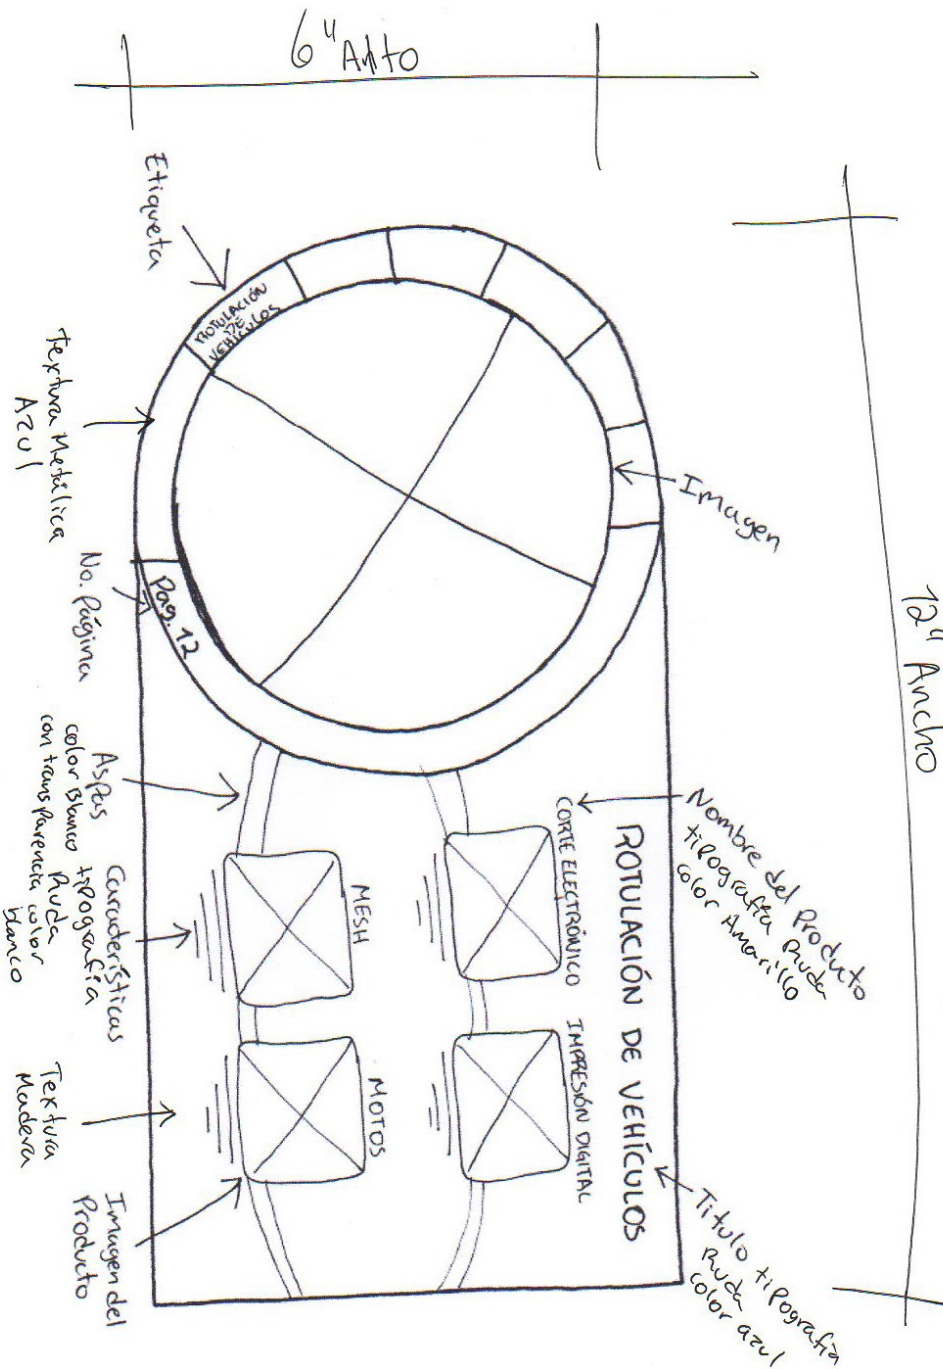 6" Alto
12" Ancho
Etiqueta
Textura Metálica
Azul
No. Página
Aspas
color Blanco
con transparencia
Características
tipografía
Ruda
color
blanco
Textura
Madera
Imagen del
Producto
ROTULACIÓN
DE
VEHÍCULOS
Pag. 12
Imagen
Nombre del Producto
tipografía Ruda
color Amarillo
Titulo tipografía
Ruda
color azul
ROTULACIÓN DE VEHÍCULOS
CORTE ELECTRÓNICO
IMPRESIÓN DIGITAL
MESH
MOTOS